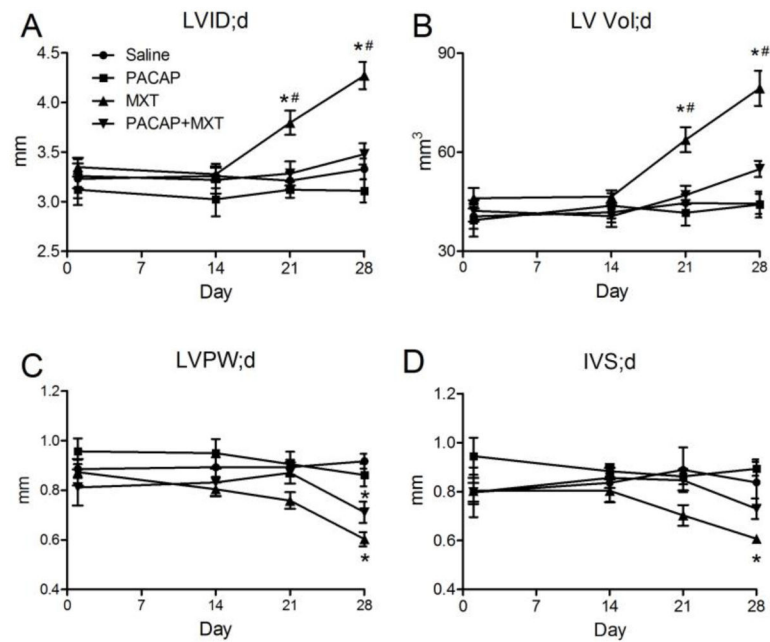 A
LVID;d
Saline
PACAP
MXT
PACAP+MXT
*#
*#
4.5
4.0
3.5
3.0
2.5
mm
0 7 14 21 28
Day
B
LV Vol;d
*#
*#
90
60
30
mm³
0 7 14 21 28
Day
C
LVPW;d
1.2
1.0
0.8
0.6
0.4
mm
*
*
0 7 14 21 28
Day
D
IVS;d
1.2
1.0
0.8
0.6
0.4
mm
*
0 7 14 21 28
Day